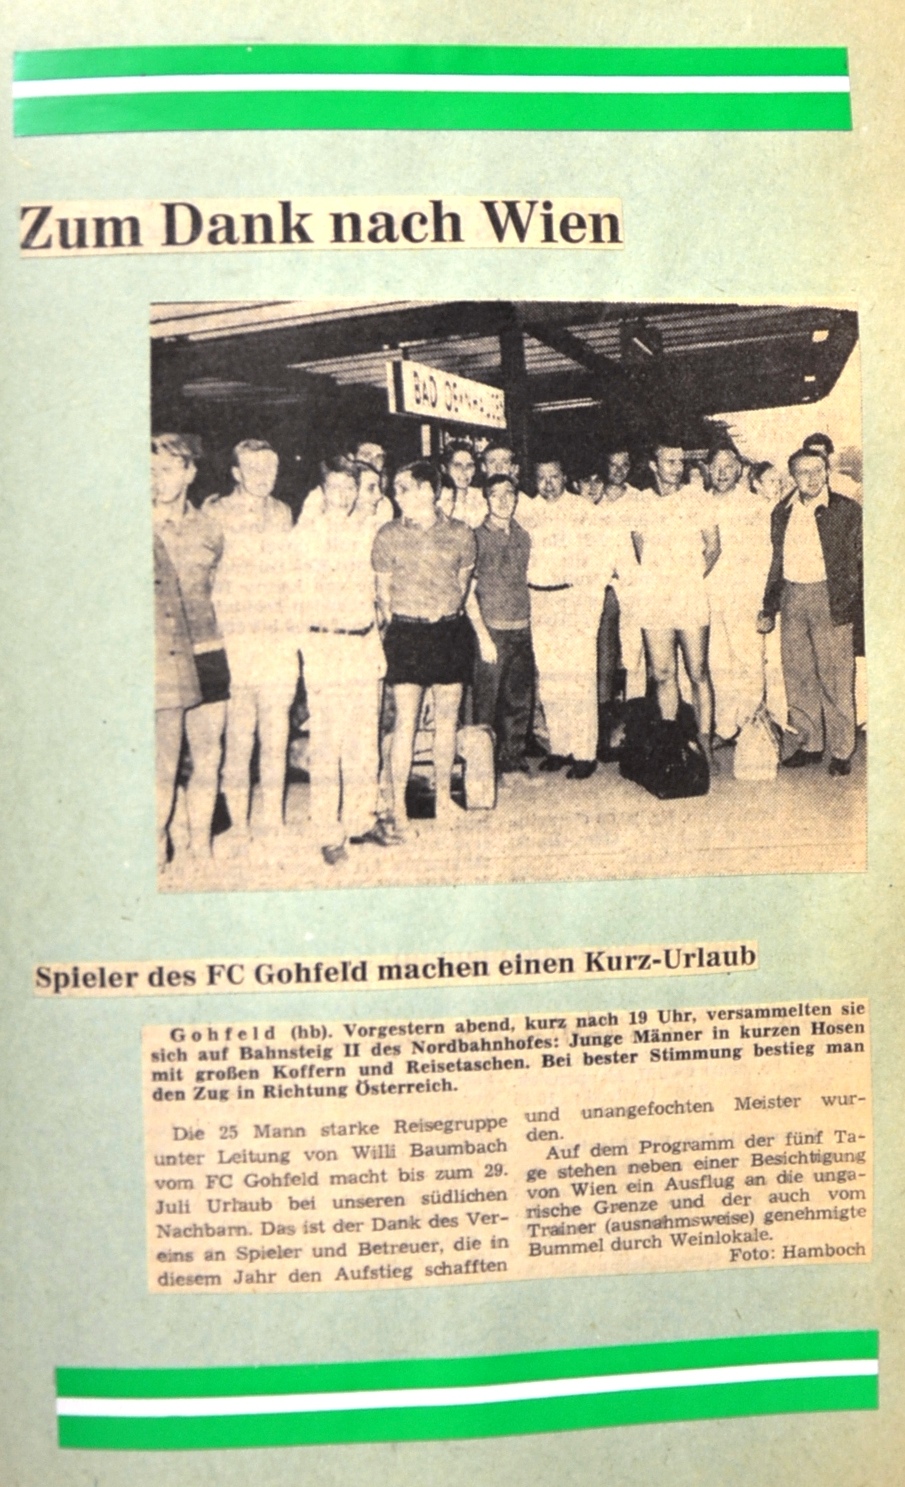 Zum Dank nach Wien
BAD OEYNHAUSEN
Spieler des FC Gohfeld machen einen Kurz-Urlaub
Gohfeld (hb). Vorgestern abend, kurz nach 19 Uhr, versammelten sie
sich auf Bahnsteig II des Nordbahnhofes: Junge Männer in kurzen Hosen
mit großen Koffern und Reisetaschen. Bei bester Stimmung bestieg man
den Zug in Richtung Österreich.
Die 25 Mann starke Reisegruppe
unter Leitung von Willi Baumbach
vom FC Gohfeld macht bis zum 29.
Juli Urlaub bei unseren südlichen
Nachbarn. Das ist der Dank des Ver-
eins an Spieler und Betreuer, die in
diesem Jahr den Aufstieg schafften
und unangefochten Meister wur-
den.
Auf dem Programm der fünf Ta-
ge stehen neben einer Besichtigung
von Wien ein Ausflug an die unga-
rische Grenze und der auch vom
Trainer (ausnahmsweise) genehmigte
Bummel durch Weinlokale.
Foto: Hamboch